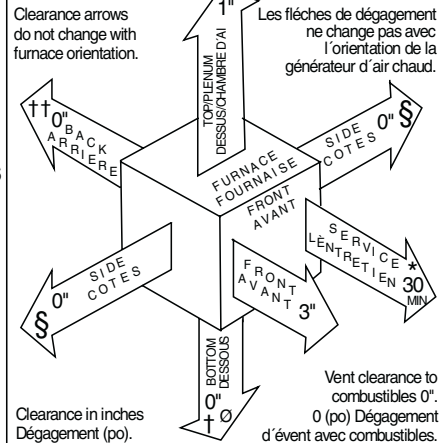 Clearance arrows
do not change with
furnace orientation.
Les fléches de dégagement
ne change pas avec
l´orientation de la
générateur d´air chaud.
1"
TOP/PLENUM
DESSUS/CHAMBRE D´AI
††0"
BACK
ARRIERE
SIDE
COTES
0" §
FURNACE
FOURNAISE
FRONT
AVANT
SERVICE
LÈNTRETIEN
*
30
MIN
0"
§
SIDE
COTES
FRONT
AVANT
3"
BOTTOM
DESSOUS
0"
† Ø
Clearance in inches
Dégagement (po).
Vent clearance to
combustibles 0".
0 (po) Dégagement
d´évent avec combustibles.